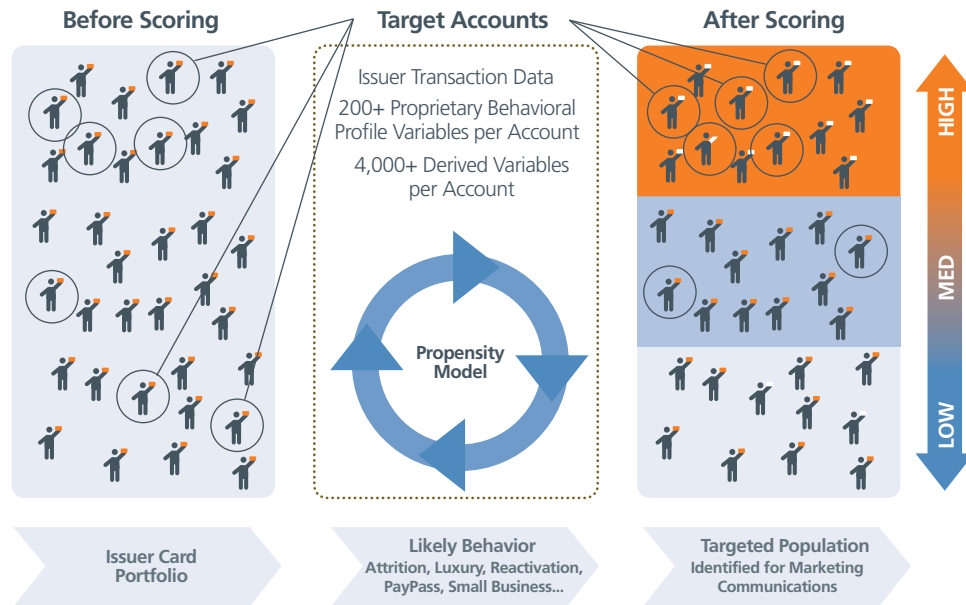 Before Scoring
Target Accounts
After Scoring
Issuer Transaction Data
200+ Proprietary Behavioral
Profile Variables per Account
4,000+ Derived Variables
per Account
Propensity
Model
HIGH
MED
LOW
Issuer Card
Portfolio
Likely Behavior
Attrition, Luxury, Reactivation,
PayPass, Small Business...
Targeted Population
Identified for Marketing
Communications